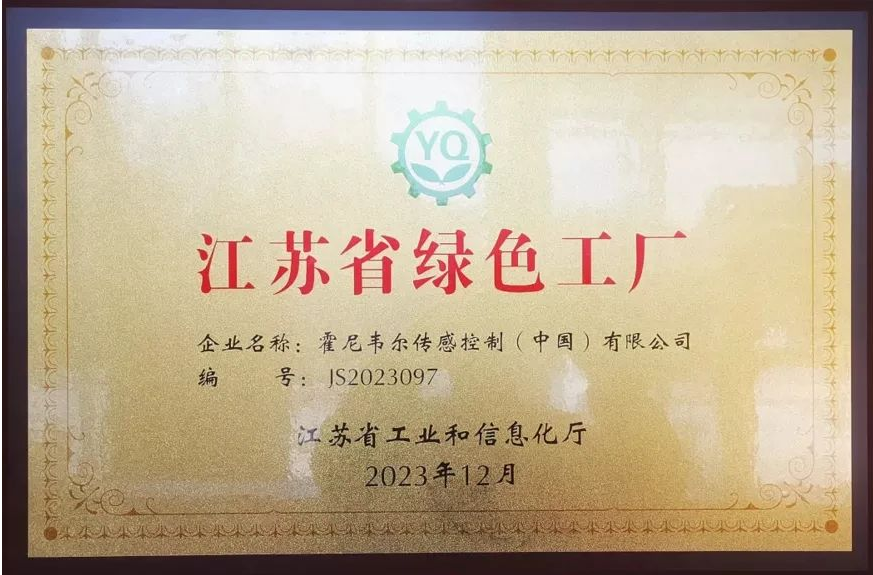 YQ
江苏省绿色工厂
企业名称：霍尼韦尔传感控制（中国）有限公司
编 号：JS2023097
江苏省工业和信息化厅
2023年12月